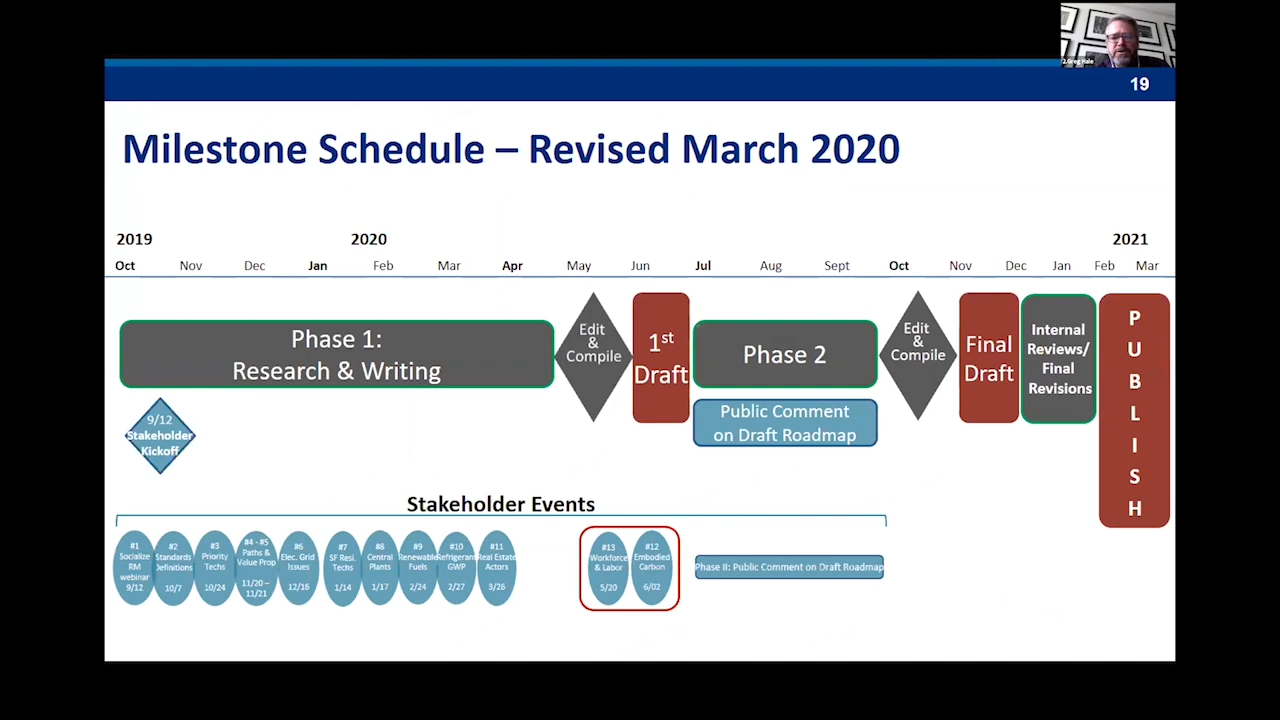 2.Greg Hale
19
Milestone Schedule – Revised March 2020
2019 2020 2021
Oct Nov Dec Jan Feb Mar Apr May Jun Jul Aug Sept Oct Nov Dec Jan Feb Mar
Phase 1:
Research & Writing
Edit
&
Compile
1st
Draft
Phase 2
Public Comment
on Draft Roadmap
Edit
&
Compile
Final
Draft
Internal
Reviews/
Final
Revisions
P
U
B
L
I
S
H
9/12
Stakeholder
Kickoff
Stakeholder Events
#1
Socialize
RM
webinar
9/12
#2
Standards
Definitions
10/7
#3
Priority
Techs
10/24
#4 - #5
Paths &
Value Prop
11/20 –
11/21
#6
Elec. Grid
Issues
12/16
#7
SF Resi.
Techs
1/14
#8
Central
Plants
1/17
#9
Renewable
Fuels
2/24
#10
Refrigerant
GWP
2/27
#11
Real Estate
Actors
3/26
#13
Workforce
& Labor
5/20
#12
Embodied
Carbon
6/02
Phase II: Public Comment on Draft Roadmap